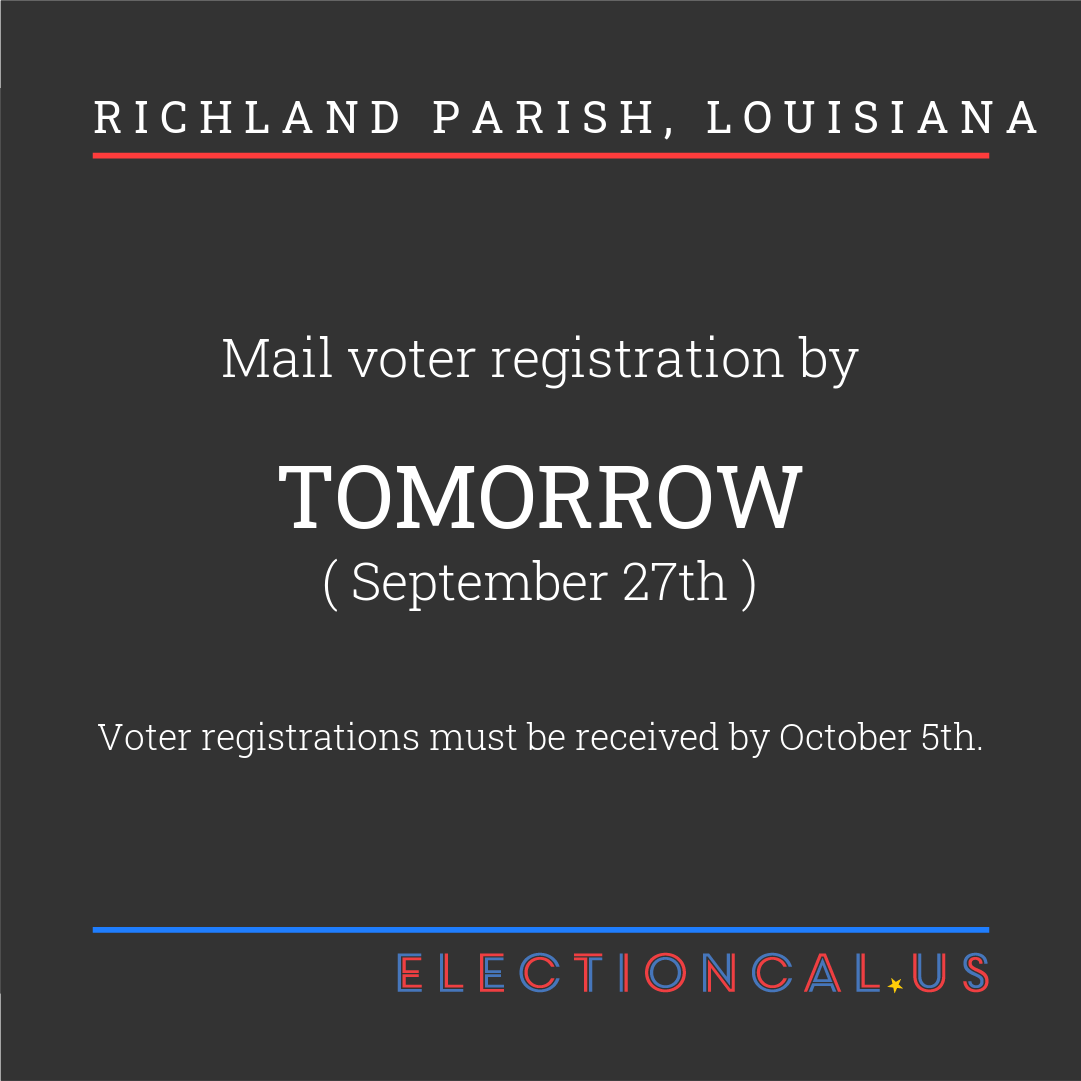 RICHLAND PARISH, LOUISIANA
Mail voter registration by
TOMORROW
( September 27th )
Voter registrations must be received by October 5th.
ELECTIONCAL.US